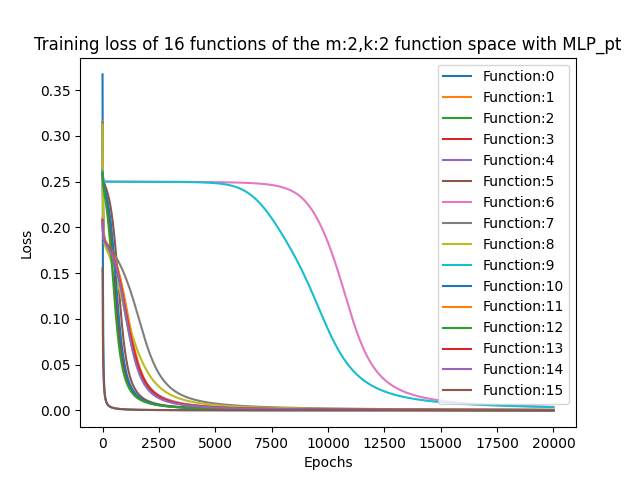 Training loss of 16 functions of the m:2,k:2 function space with MLP_pt
Loss
0.35
0.30
0.25
0.20
0.15
0.10
0.05
0.00
Function:0
Function:1
Function:2
Function:3
Function:4
Function:5
Function:6
Function:7
Function:8
Function:9
Function:10
Function:11
Function:12
Function:13
Function:14
Function:15
0 2500 5000 7500 10000 12500 15000 17500 20000
Epochs